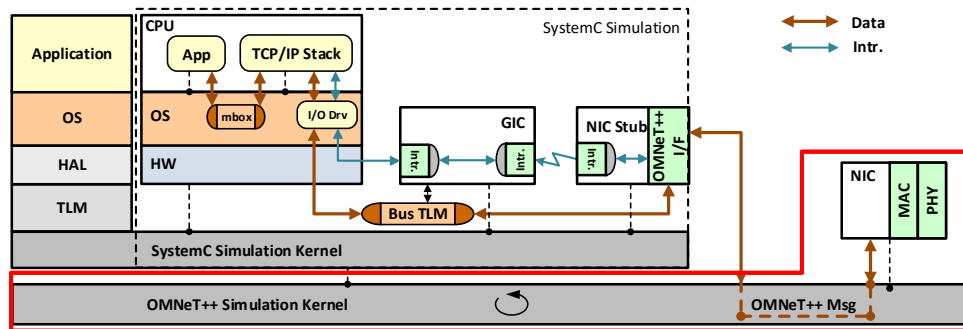 Application
OS
HAL
TLM
CPU
App
TCP/IP Stack
OS
mbox
I/O Drv
HW
SystemC Simulation
GIC
Intr.
Intr.
NIC Stub
Intr.
OMNeT++
I/F
Bus TLM
Data
Intr.
NIC
MAC
PHY
SystemC Simulation Kernel
OMNeT++ Simulation Kernel
OMNeT++ Msg